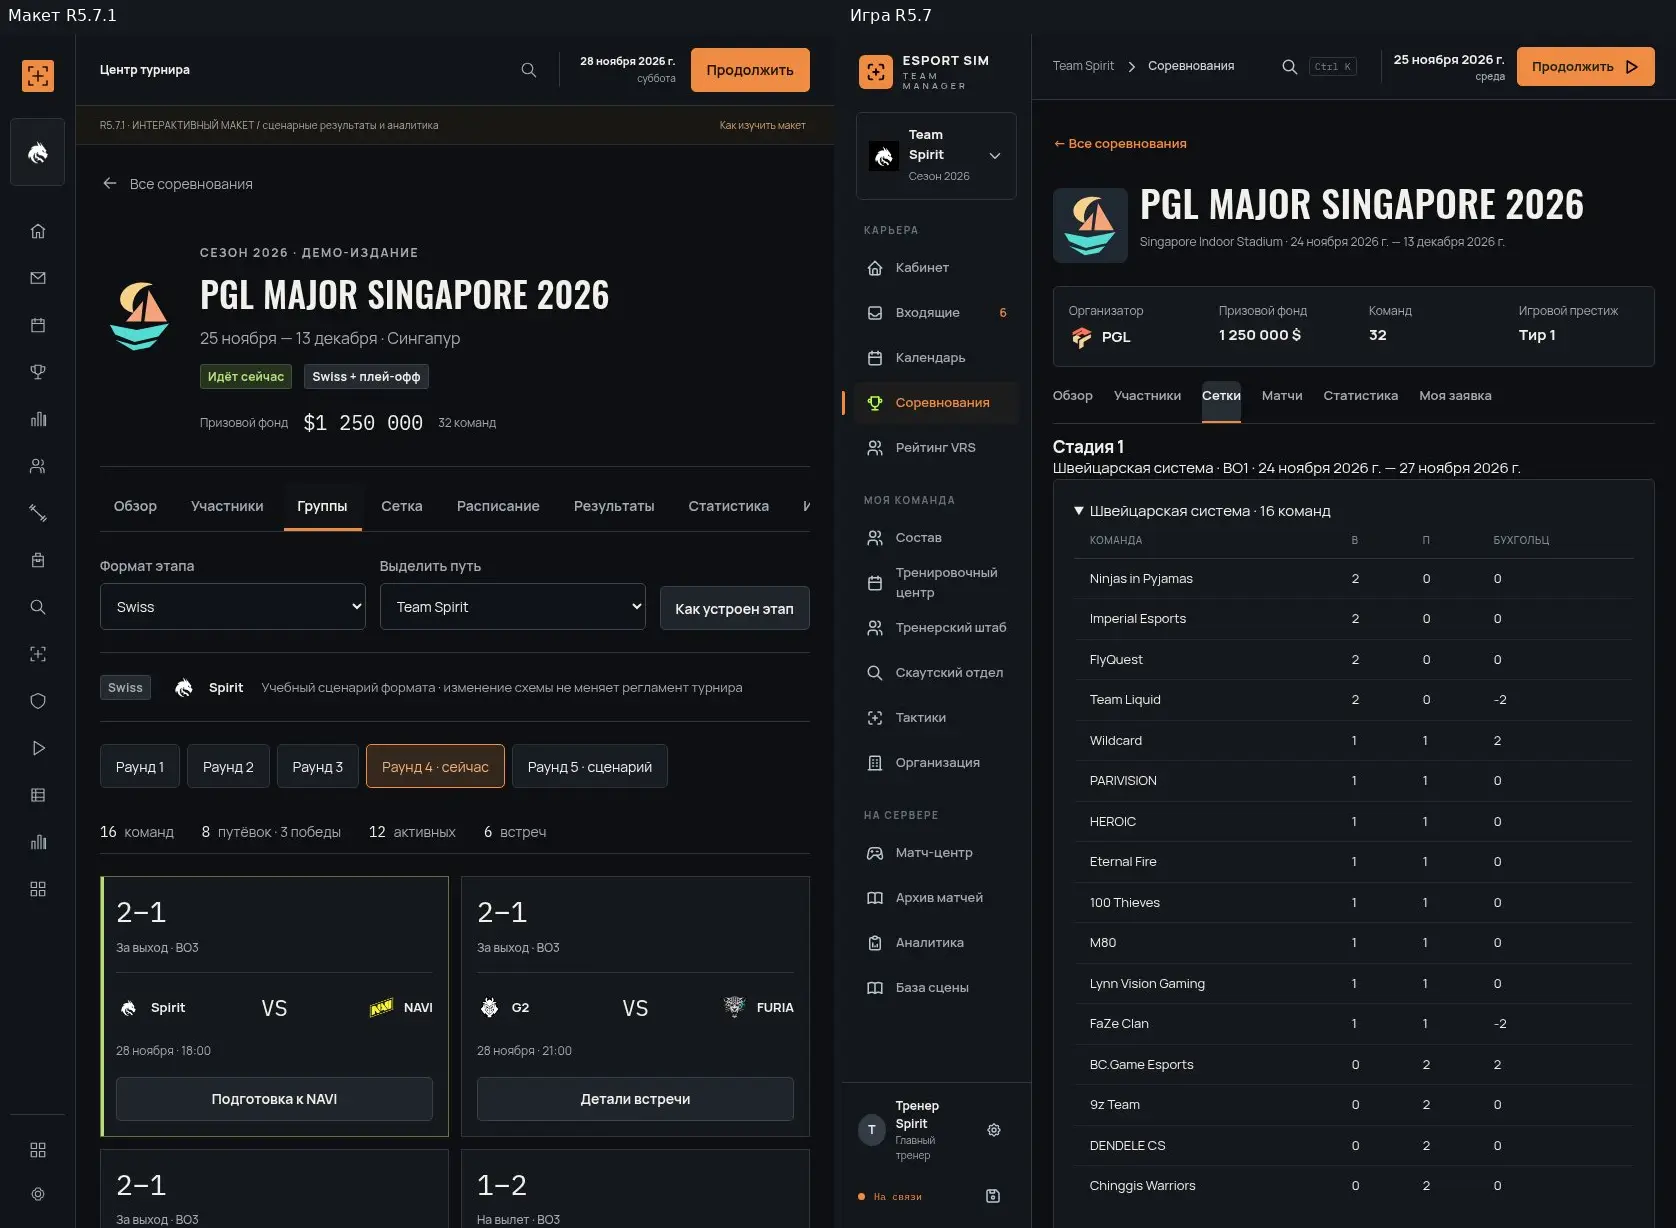 Макет R5.7.1
Центр турнира
28 ноября 2026 г.
суббота
Продолжить
R5.7.1 · ИНТЕРАКТИВНЫЙ МАКЕТ / сценарные результаты и аналитика
Как изучить макет
Все соревнования
СЕЗОН 2026 · ДЕМО-ИЗДАНИЕ
PGL MAJOR SINGAPORE 2026
25 ноября — 13 декабря · Сингапур
Идёт сейчас
Swiss + плей-офф
Призовой фонд $1 250 000 32 команд
Обзор Участники Группы Сетка Расписание Результаты Статистика
Формат этапа
Выделить путь
Swiss
Team Spirit
Как устроен этап
Swiss
Spirit
Учебный сценарий формата · изменение схемы не меняет регламент турнира
Раунд 1
Раунд 2
Раунд 3
Раунд 4 · сейчас
Раунд 5 · сценарий
16 команд 8 путёвок · 3 победы 12 активных 6 встреч
2–1
За выход · BO3
Spirit VS NAVI
28 ноября · 18:00
Подготовка к NAVI
2–1
За выход · BO3
G2 VS FURIA
28 ноября · 21:00
Детали встречи
2–1
За выход · BO3
1–2
На вылет · BO3
Игра R5.7
ESPORT SIM
TEAM
MANAGER
Team
Spirit
Сезон 2026
КАРЬЕРА
Кабинет
Входящие 6
Календарь
Соревнования
Рейтинг VRS
МОЯ КОМАНДА
Состав
Тренировочный
центр
Тренерский штаб
Скаутский отдел
Тактики
Организация
НА СЕРВЕРЕ
Матч-центр
Архив матчей
Аналитика
База сцены
T
Тренер
Spirit
Главный
тренер
На связи
Team Spirit
Соревнования
Ctrl K
25 ноября 2026 г.
среда
Продолжить
← Все соревнования
PGL MAJOR SINGAPORE 2026
Singapore Indoor Stadium · 24 ноября 2026 г. — 13 декабря 2026 г.
Организатор Призовой фонд Команд Игровой престиж
PGL 1 250 000 $ 32 Тир 1
Обзор Участники Сетки Матчи Статистика Моя заявка
Стадия 1
Швейцарская система · BO1 · 24 ноября 2026 г. — 27 ноября 2026 г.
▼ Швейцарская система · 16 команд
КОМАНДА В П БУХГОЛЬЦ
Ninjas in Pyjamas 2 0 0
Imperial Esports 2 0 0
FlyQuest 2 0 0
Team Liquid 2 0 -2
Wildcard 1 1 2
PARIVISION 1 1 0
HEROIC 1 1 0
Eternal Fire 1 1 0
100 Thieves 1 1 0
M80 1 1 0
Lynn Vision Gaming 1 1 0
FaZe Clan 1 1 -2
BC.Game Esports 0 2 2
9z Team 0 2 0
DENDELE CS 0 2 0
Chinggis Warriors 0 2 0